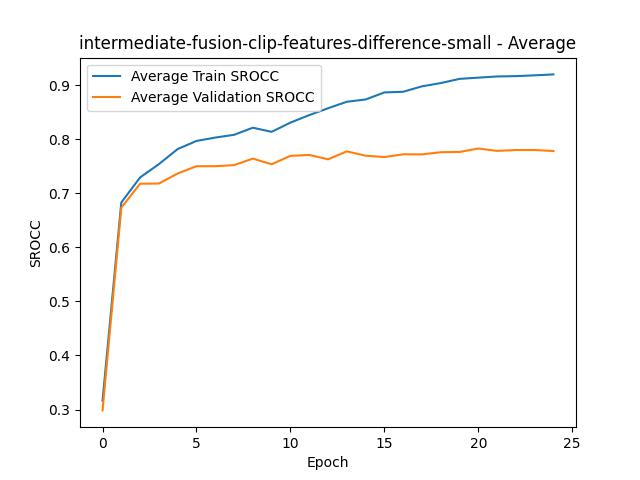 intermediate-fusion-clip-features-difference-small - Average
Average Train SROCC
Average Validation SROCC
0.9
0.8
0.7
0.6
0.5
0.4
0.3
SROCC
0 5 10 15 20 25
Epoch